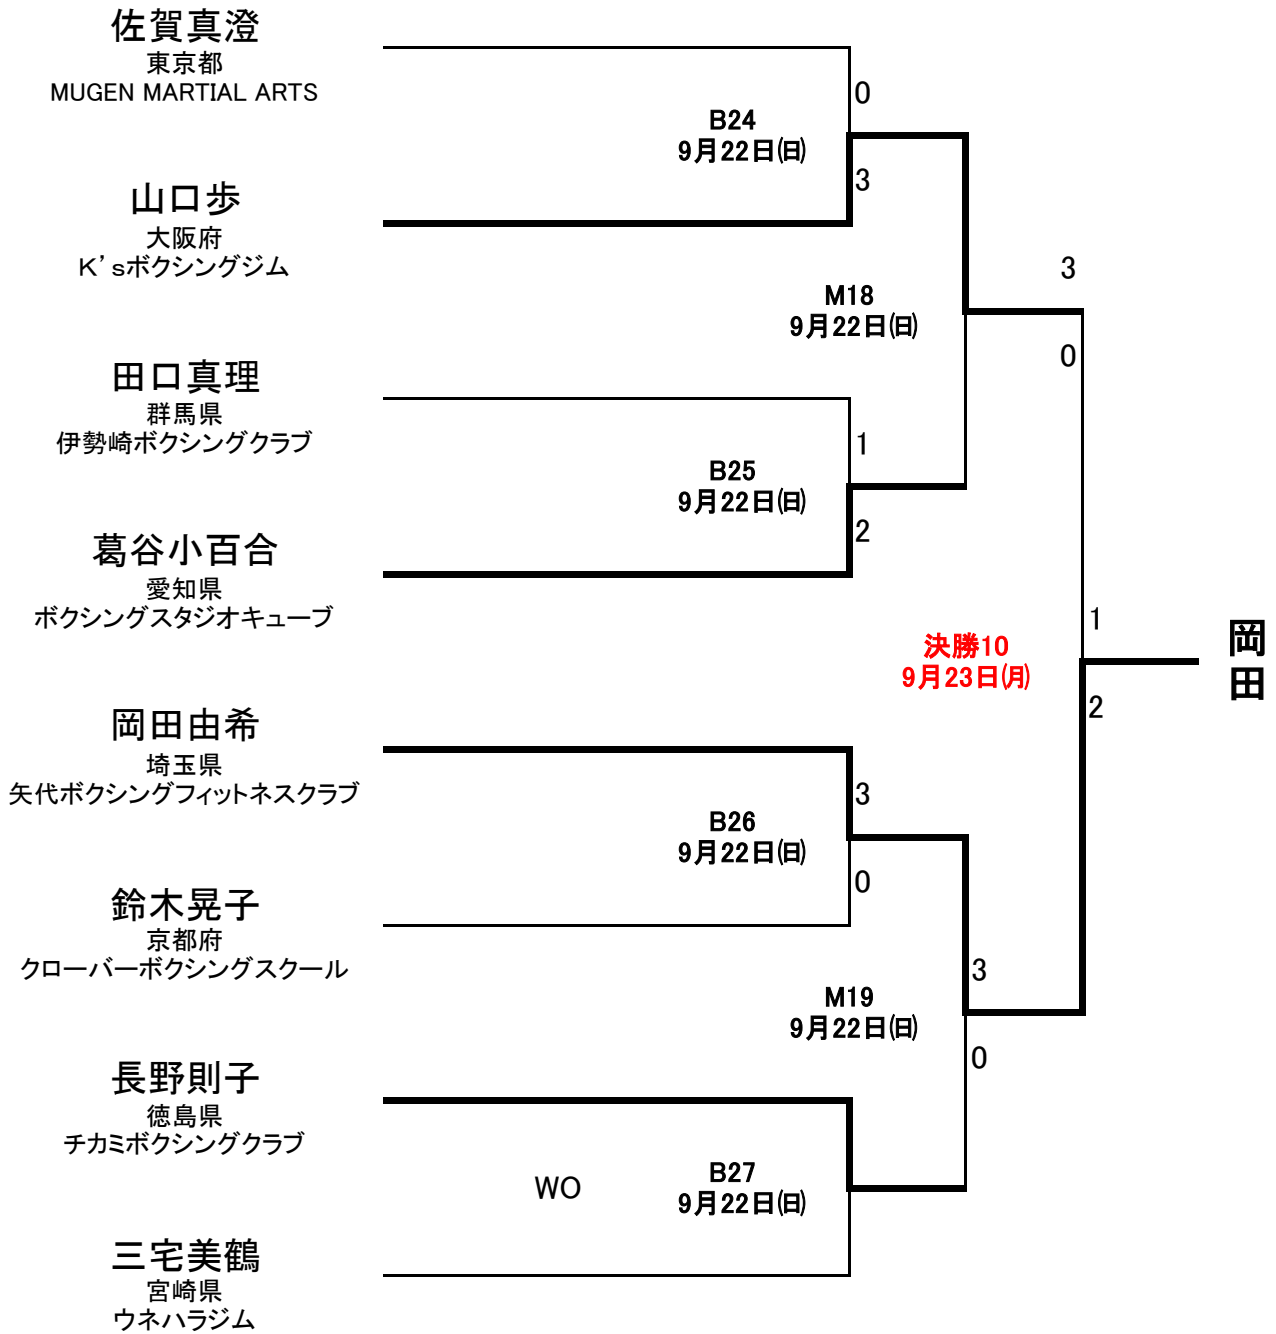 佐賀真澄
東京都
MUGEN MARTIAL ARTS
0
B24
9月22日(日)
3
山口歩
大阪府
K’sボクシングジム
3
M18
9月22日(日)
0
田口真理
群馬県
伊勢崎ボクシングクラブ
1
B25
9月22日(日)
2
葛谷小百合
愛知県
ボクシングスタジオキューブ
1
決勝10
9月23日(月)
岡田
2
岡田由希
埼玉県
矢代ボクシングフィットネスクラブ
3
B26
9月22日(日)
0
鈴木晃子
京都府
クローバーボクシングスクール
3
M19
9月22日(日)
0
長野則子
徳島県
チカミボクシングクラブ
WO
B27
9月22日(日)
三宅美鶴
宮崎県
ウネハラジム